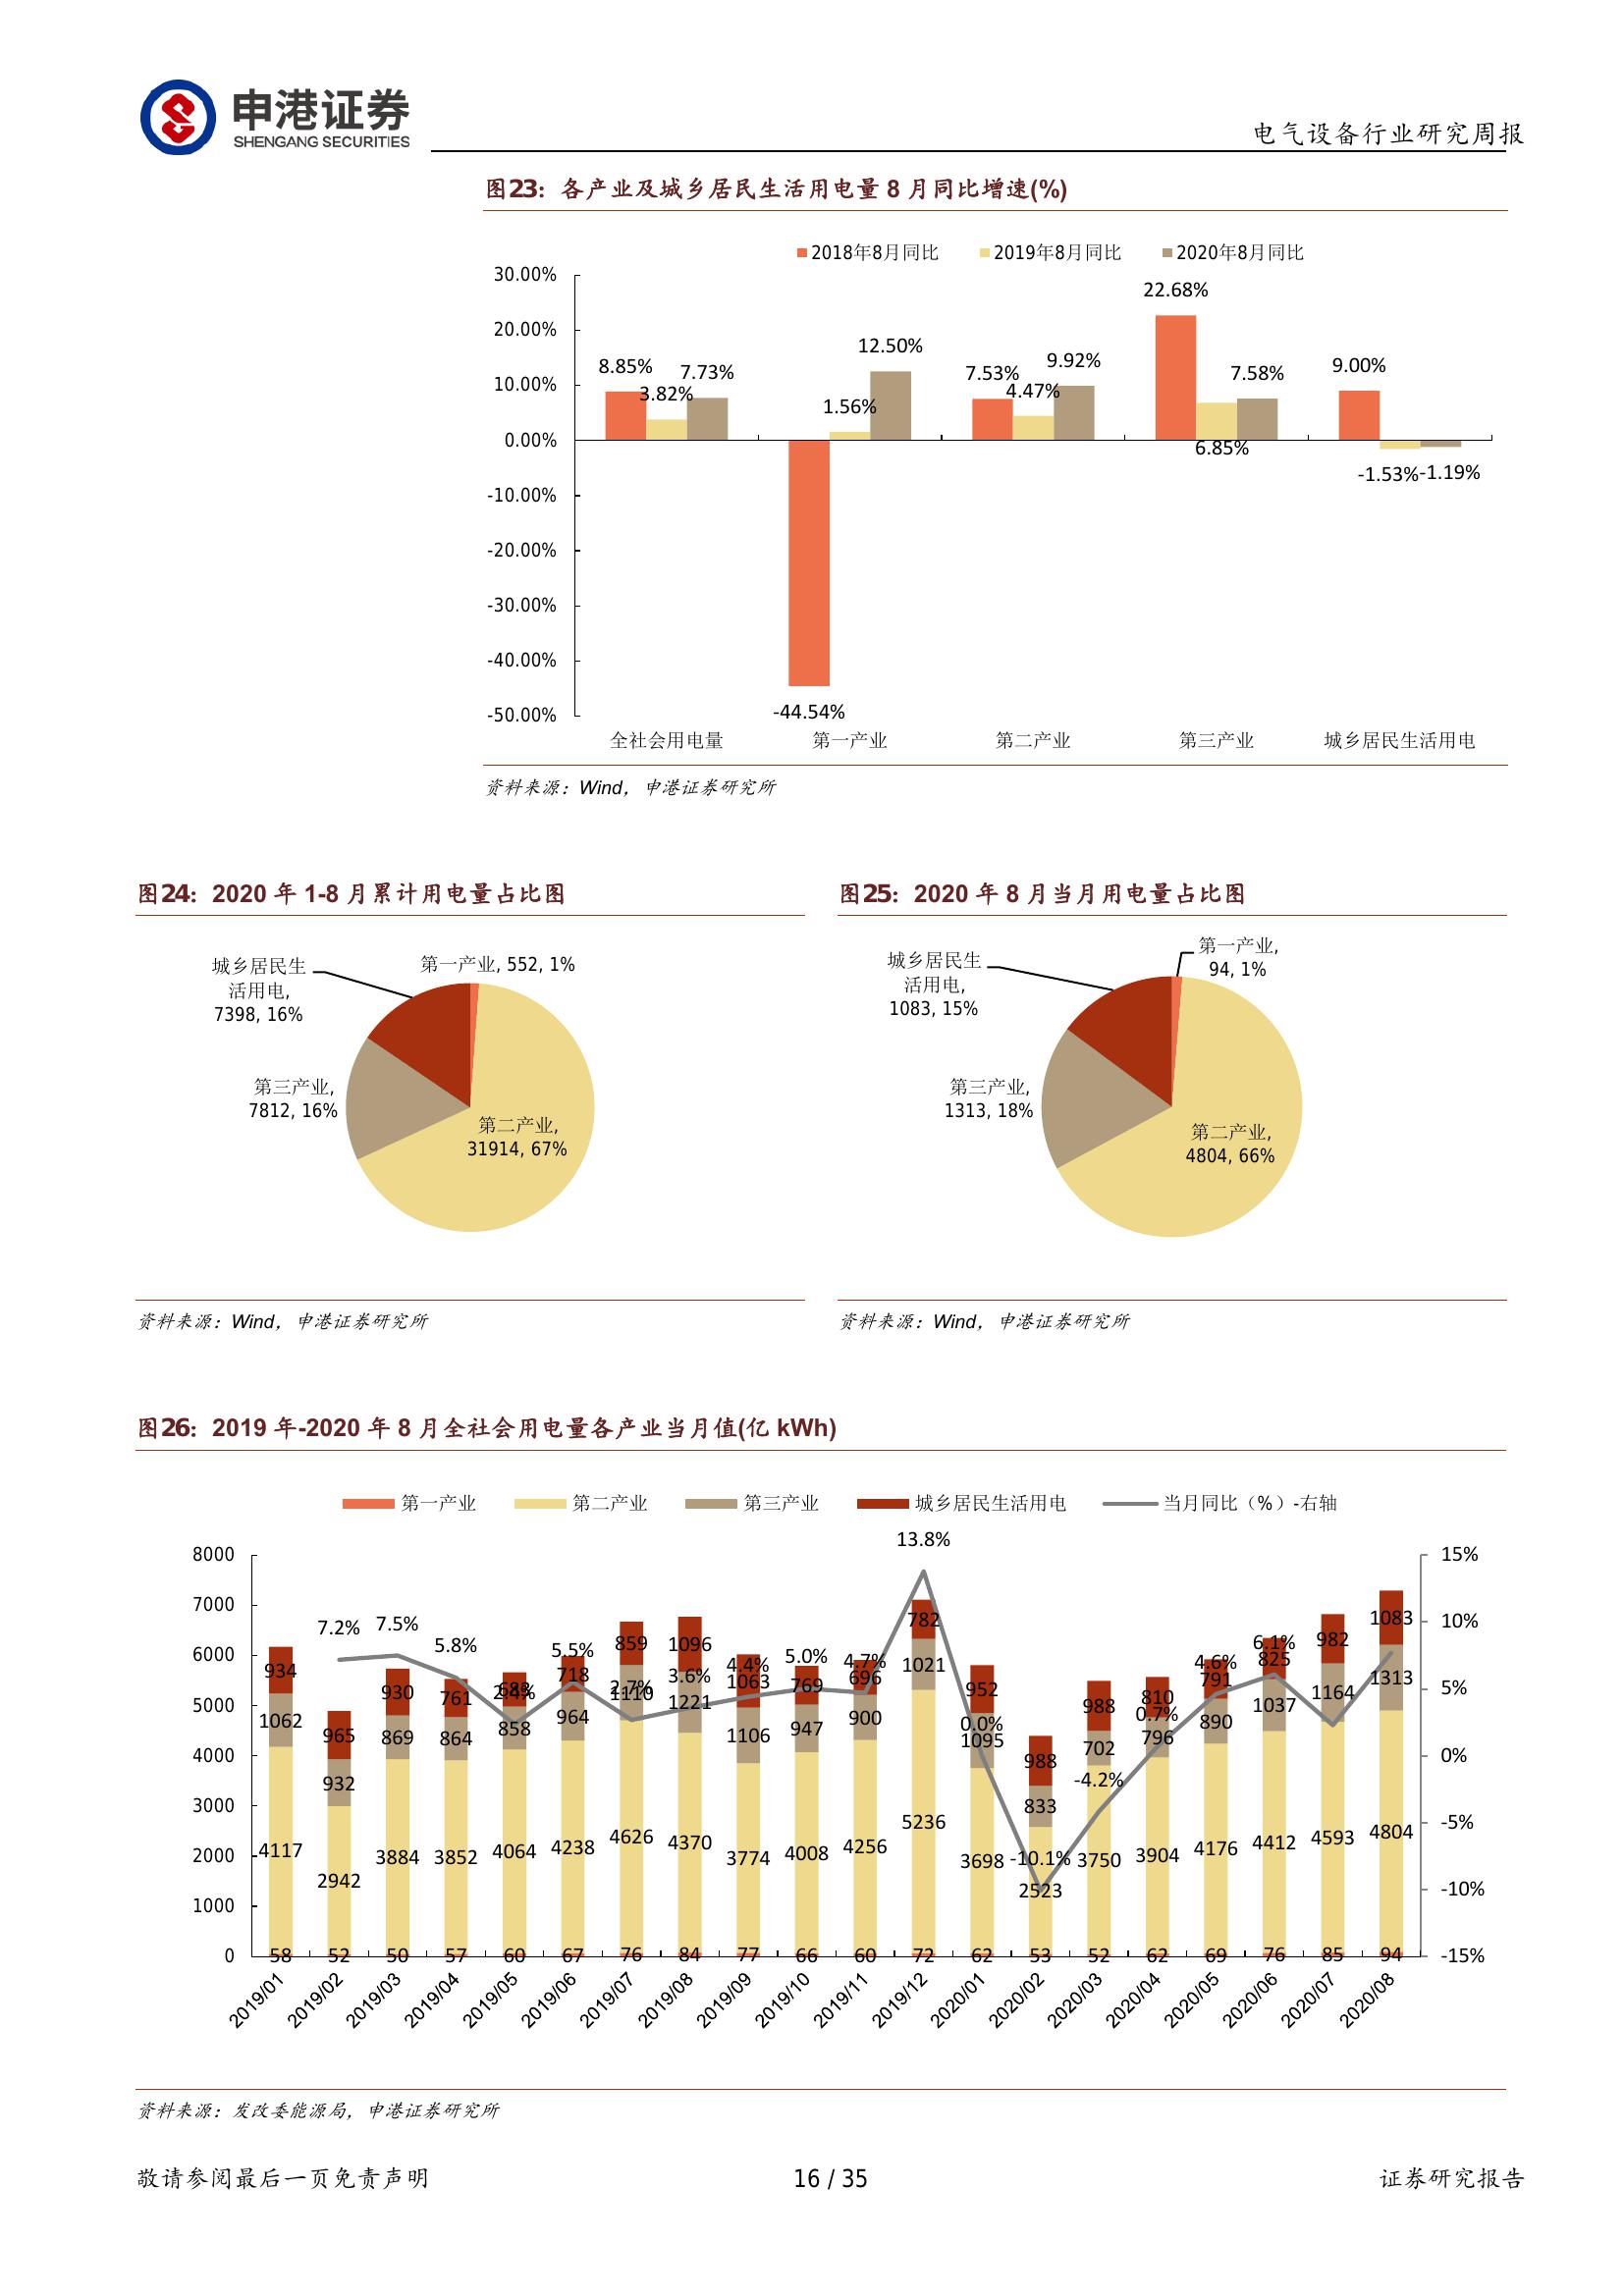 申港证券
SHENGANG SECURITIES
电气设备行业研究周报
图23：各产业及城乡居民生活用电量 8 月同比增速(%)
2018年8月同比 2019年8月同比 2020年8月同比
30.00%
20.00%
10.00%
0.00%
-10.00%
-20.00%
-30.00%
-40.00%
-50.00%
8.85% 3.82% 7.73%
-44.54% 1.56% 12.50%
7.53% 4.47% 9.92%
22.68% 6.85% 7.58%
9.00% -1.53% -1.19%
全社会用电量 第一产业 第二产业 第三产业 城乡居民生活用电
资料来源：Wind，申港证券研究所
图24：2020 年 1-8 月累计用电量占比图
城乡居民生
活用电,
7398, 16%
第一产业, 552, 1%
第三产业,
7812, 16%
第二产业,
31914, 67%
资料来源：Wind，申港证券研究所
图25：2020 年 8 月当月用电量占比图
城乡居民生
活用电,
1083, 15%
第一产业,
94, 1%
第三产业,
1313, 18%
第二产业,
4804, 66%
资料来源：Wind，申港证券研究所
图26：2019 年-2020 年 8 月全社会用电量各产业当月值(亿 kWh)
第一产业 第二产业 第三产业 城乡居民生活用电 当月同比（%）-右轴
8000
7000
6000
5000
4000
3000
2000
1000
0
15%
10%
5%
0%
-5%
-10%
-15%
7.2% 7.5% 5.8% 2.4% 5.5% 2.7% 3.6% 4.4% 5.0% 4.7% 13.8% 0.0% -10.1% -4.2% 0.7% 4.6% 6.1%
934 965 930 761 718 859 1096 1063 769 696 782 952 988 988 810 791 825 982 1083
1062 932 869 864 858 964 1110 1221 1106 947 900 1021 1095 833 702 796 890 1037 1164 1313
4117 2942 3884 3852 4064 4238 4626 4370 3774 4008 4256 5236 3698 2523 3750 3904 4176 4412 4593 4804
58 52 50 57 60 67 76 84 77 66 60 72 62 53 52 62 69 76 85 94
2019/01 2019/02 2019/03 2019/04 2019/05 2019/06 2019/07 2019/08 2019/09 2019/10 2019/11 2019/12 2020/01 2020/02 2020/03 2020/04 2020/05 2020/06 2020/07 2020/08
资料来源：发改委能源局，申港证券研究所
敬请参阅最后一页免责声明
16 / 35
证券研究报告